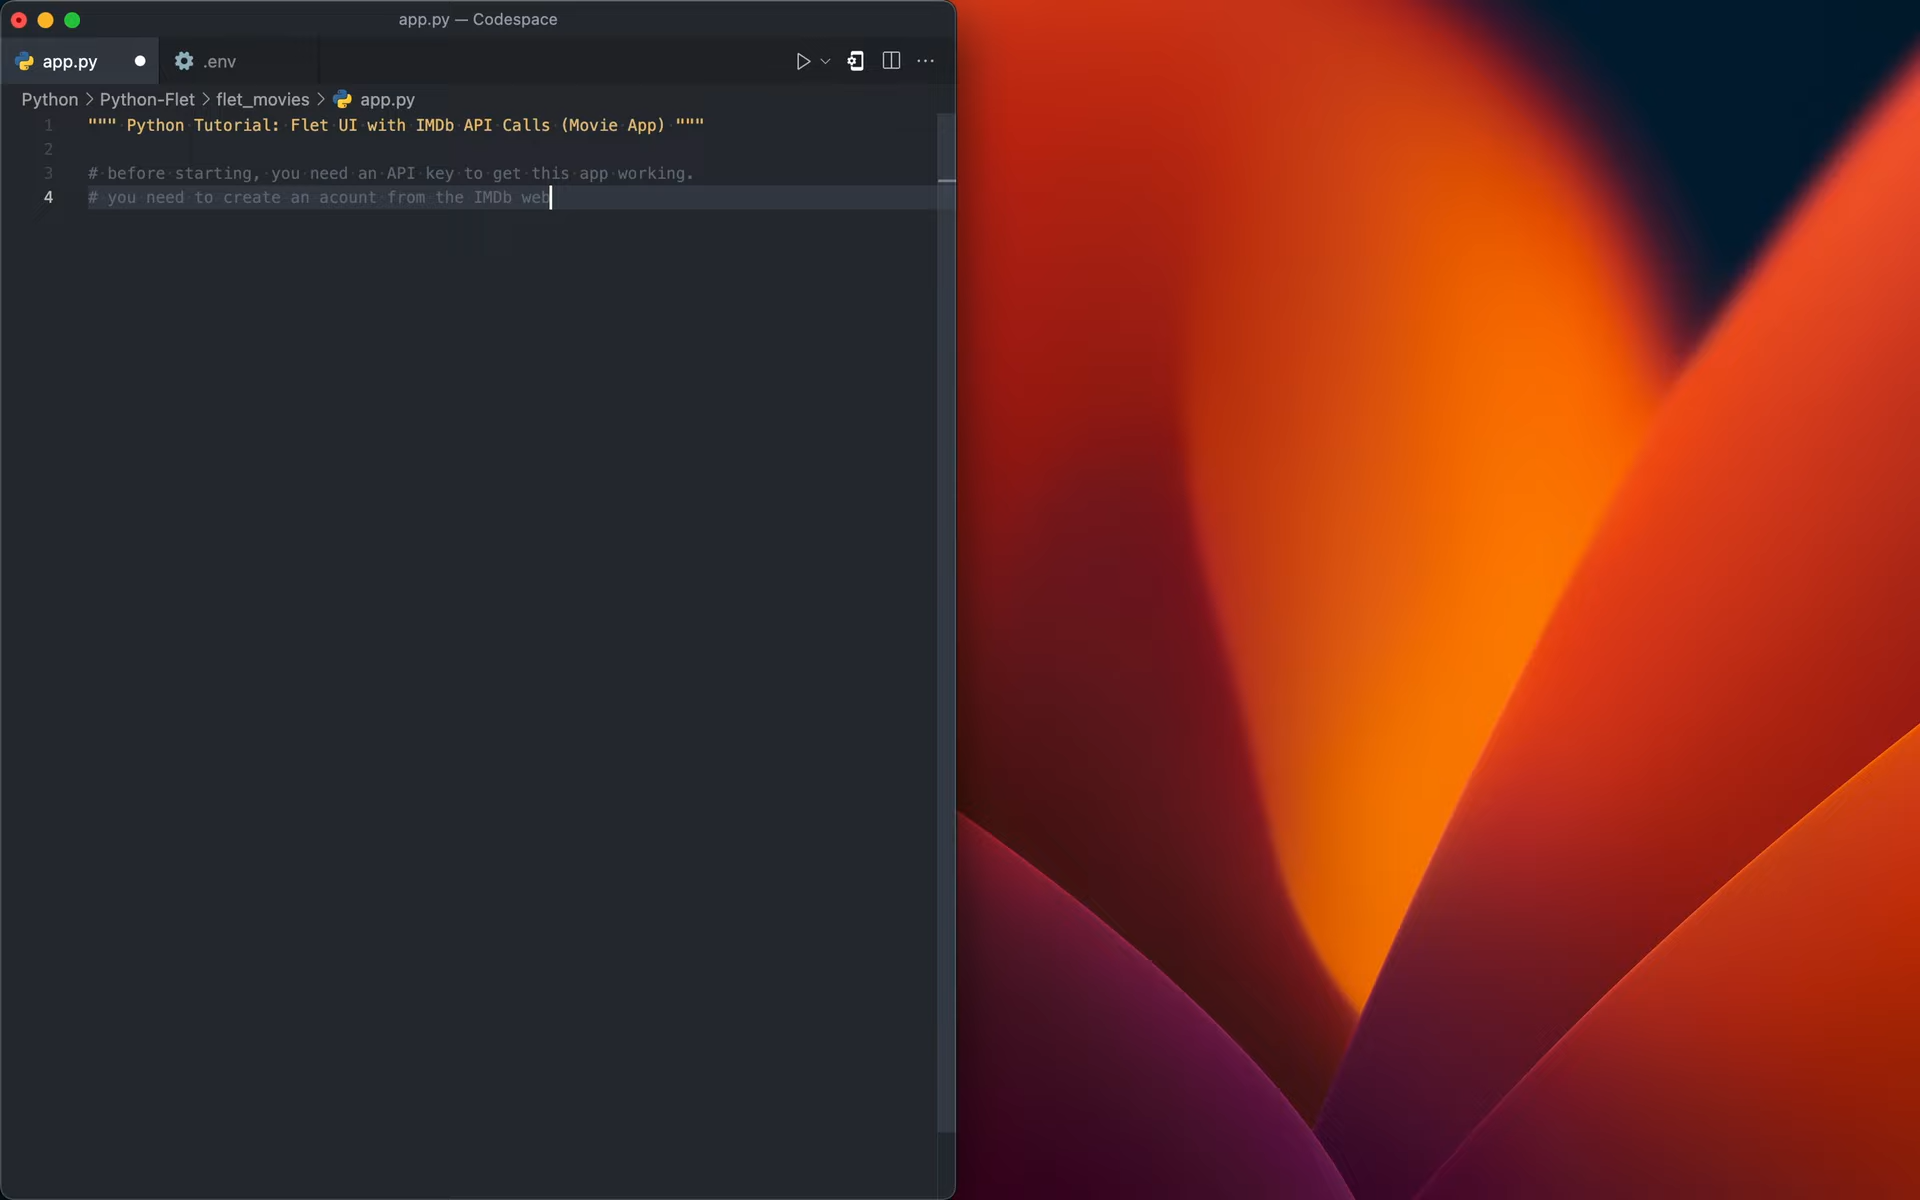 app.py — Codespace
app.py
.env
Python > Python-Flet > flet_movies > app.py
1 """ Python Tutorial: Flet UI with IMDb API Calls (Movie App) """
2
3 # before starting, you need an API key to get this app working.
4 # you need to create an acount from the IMDb web